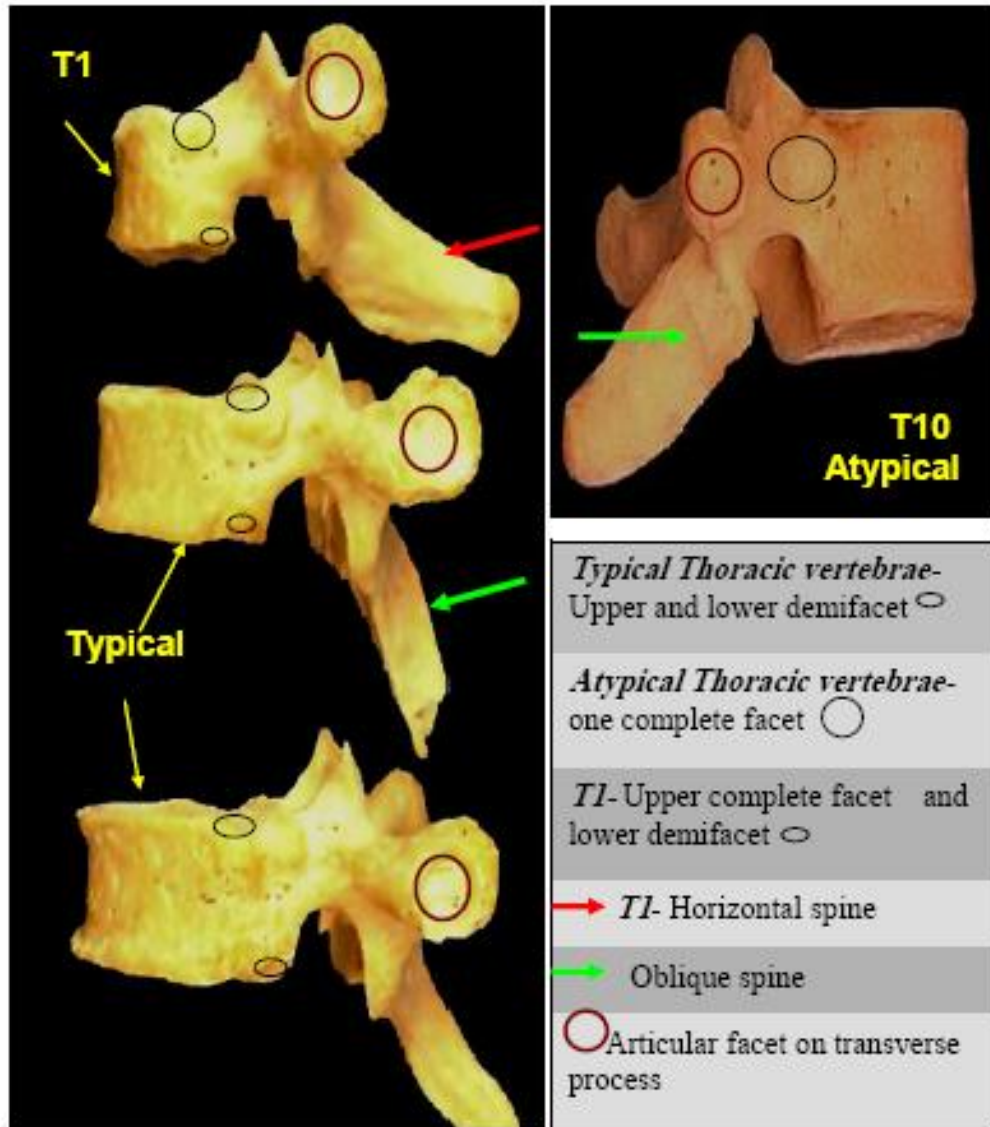 T1
Typical
T10
Atypical
Typical Thoracic vertebrae-
Upper and lower demifacet
Atypical Thoracic vertebrae-
one complete facet
T1- Upper complete facet and
lower demifacet
T1- Horizontal spine
Oblique spine
Articular facet on transverse
process